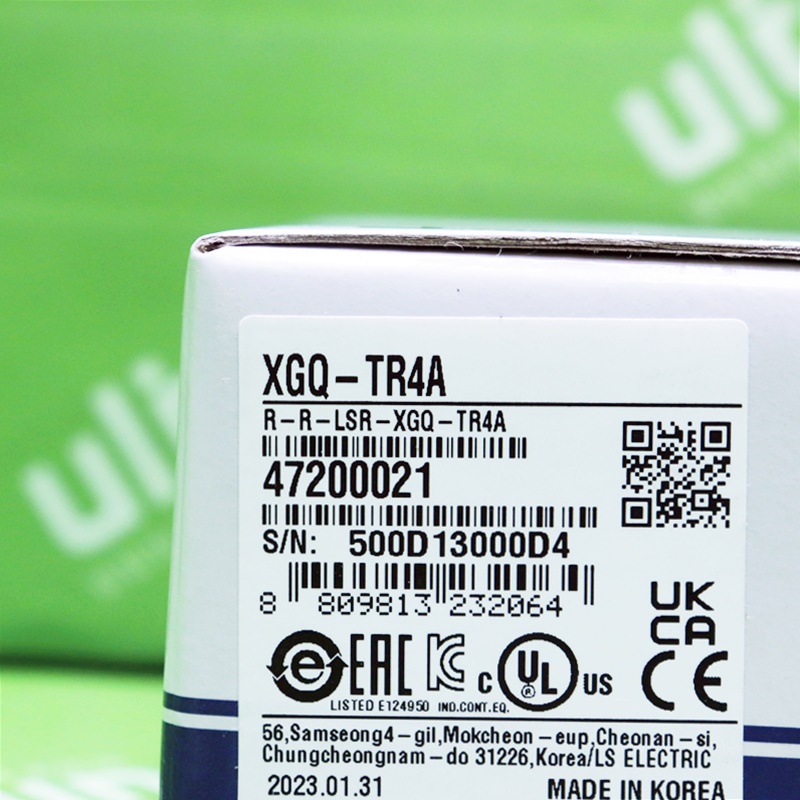 XGQ-TR4A
R-R-LSR-XGQ-TR4A
47200021
S/N: 500D13000D4
8 809813 232064
UK
CA
EAC
c UL US
CE
LISTED E124950 IND.CONT.EQ.
56,Samseong4-gil,Mokcheon-eup,Cheonan-si,
Chungcheongnam-do 31226,Korea/LS ELECTRIC
2023.01.31 MADE IN KOREA